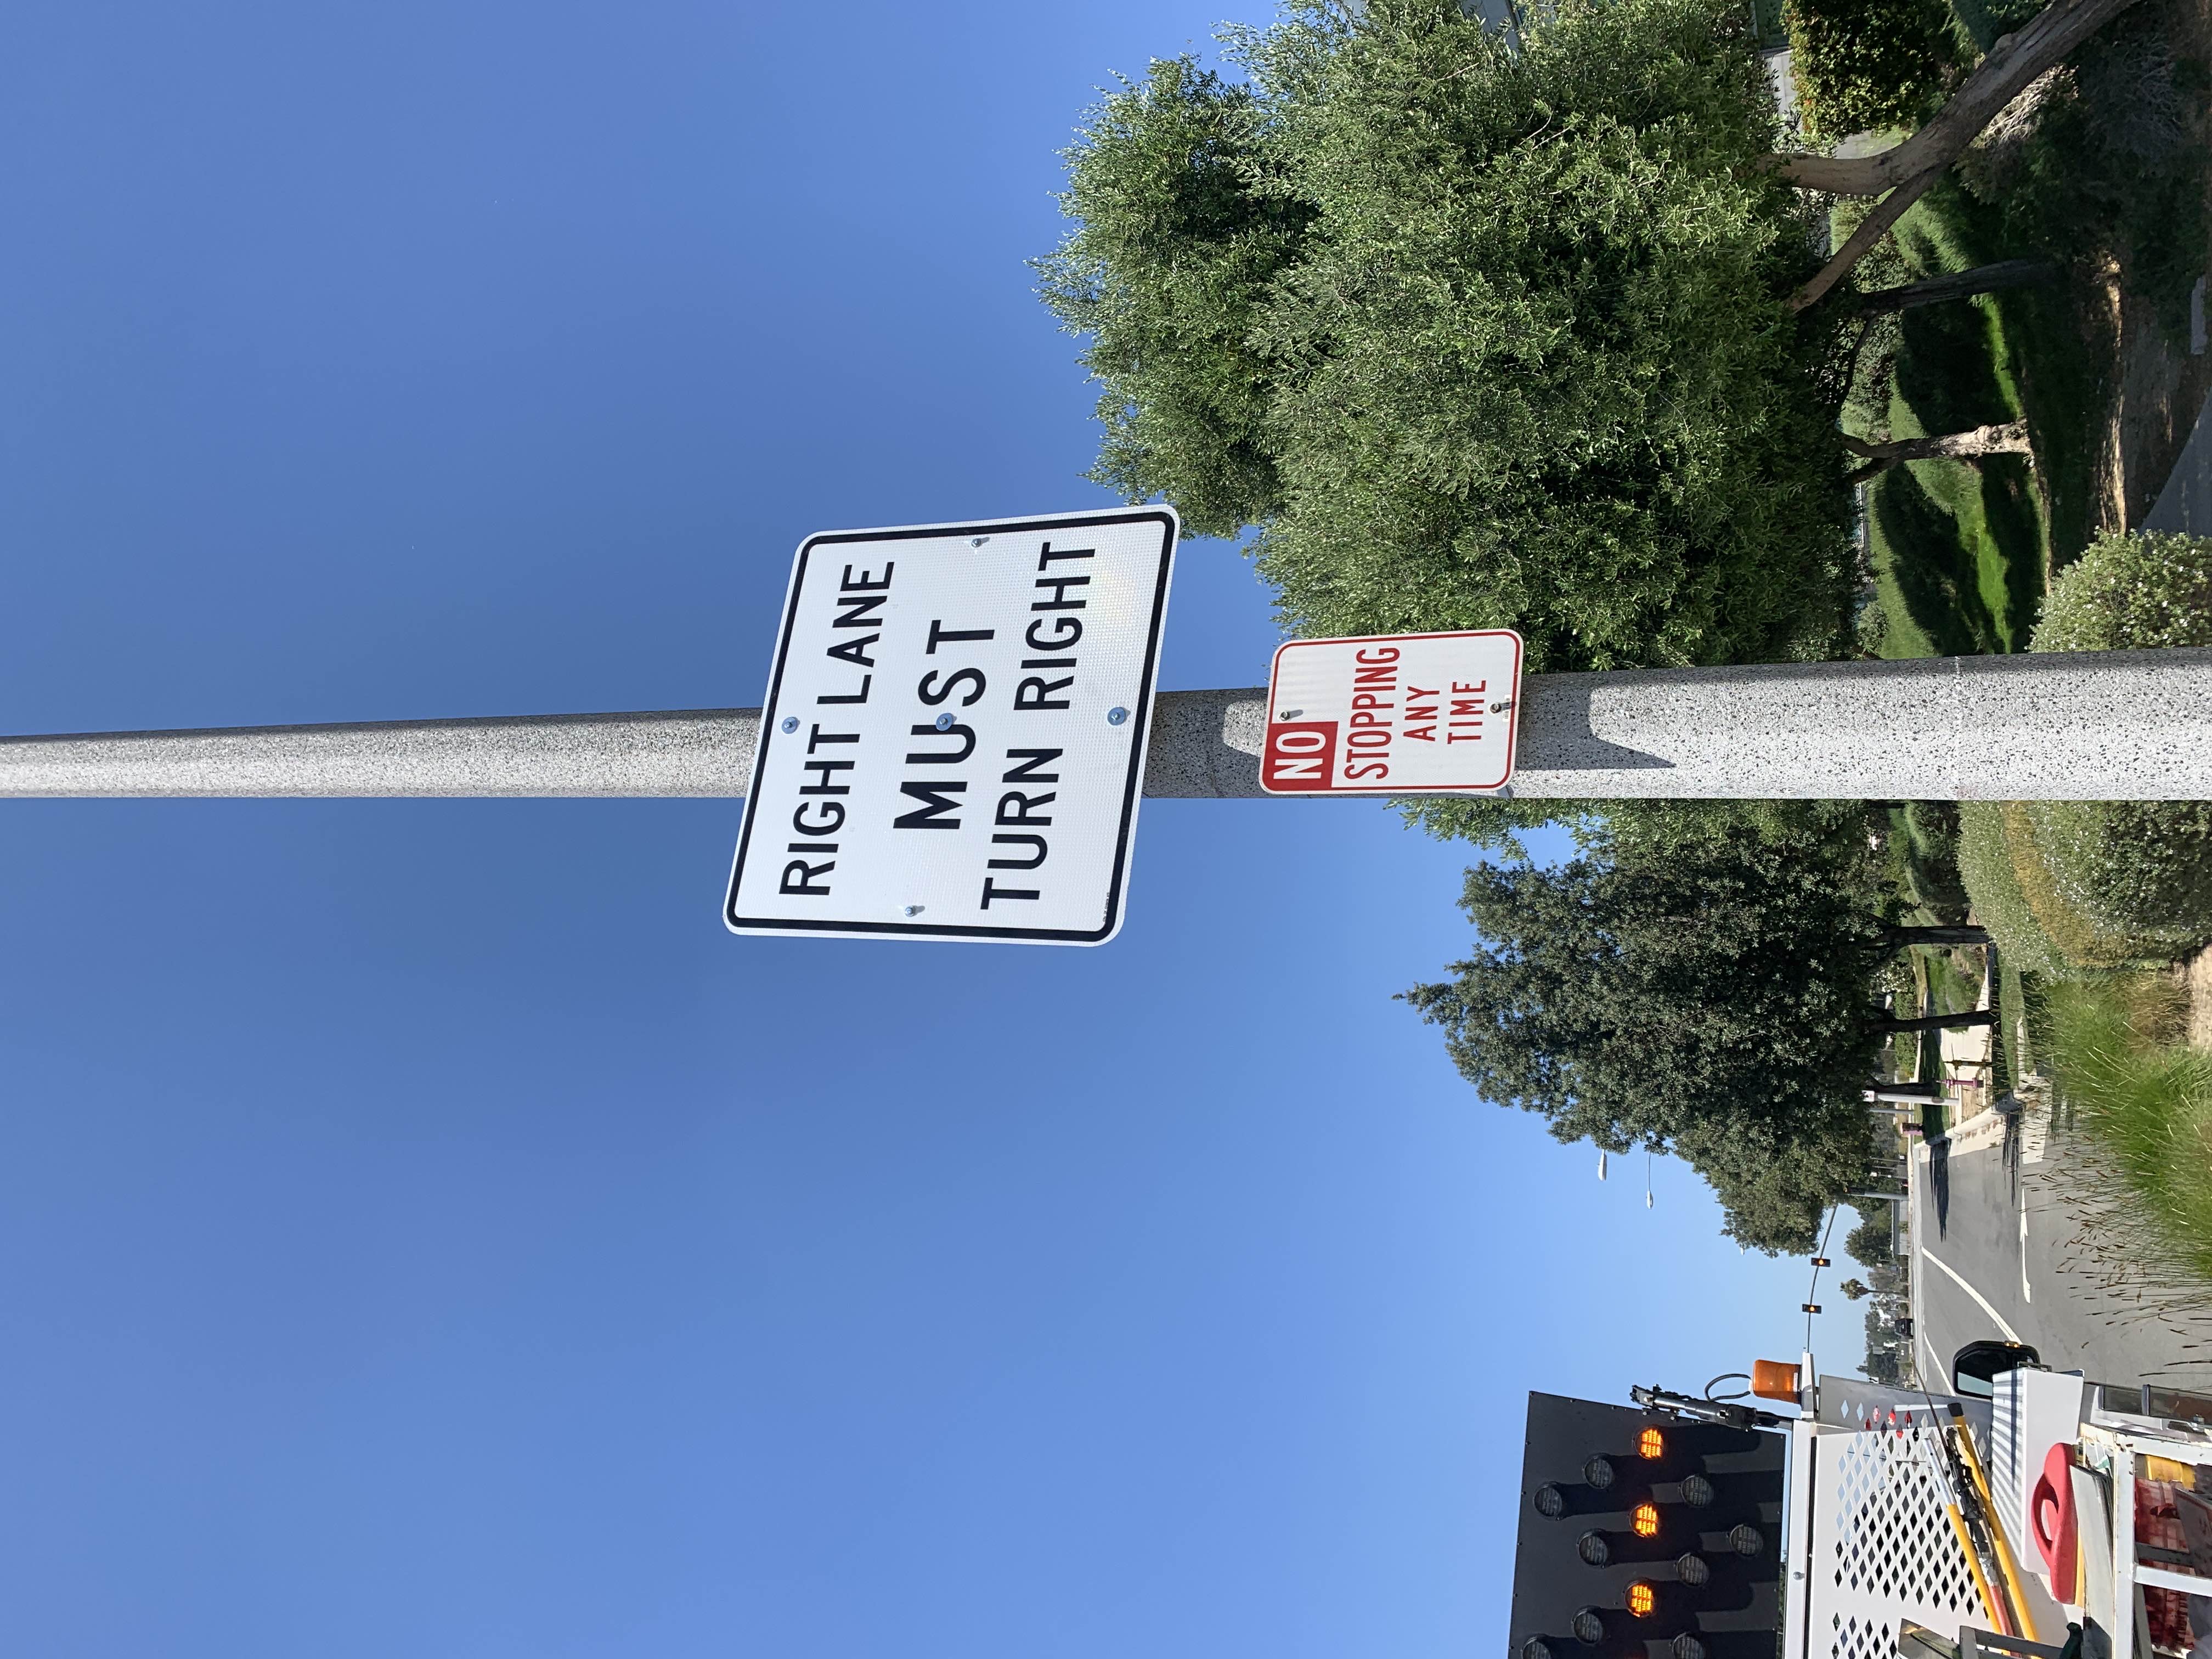 RIGHT LANE
MUST
TURN RIGHT
NO
STOPPING
ANY
TIME